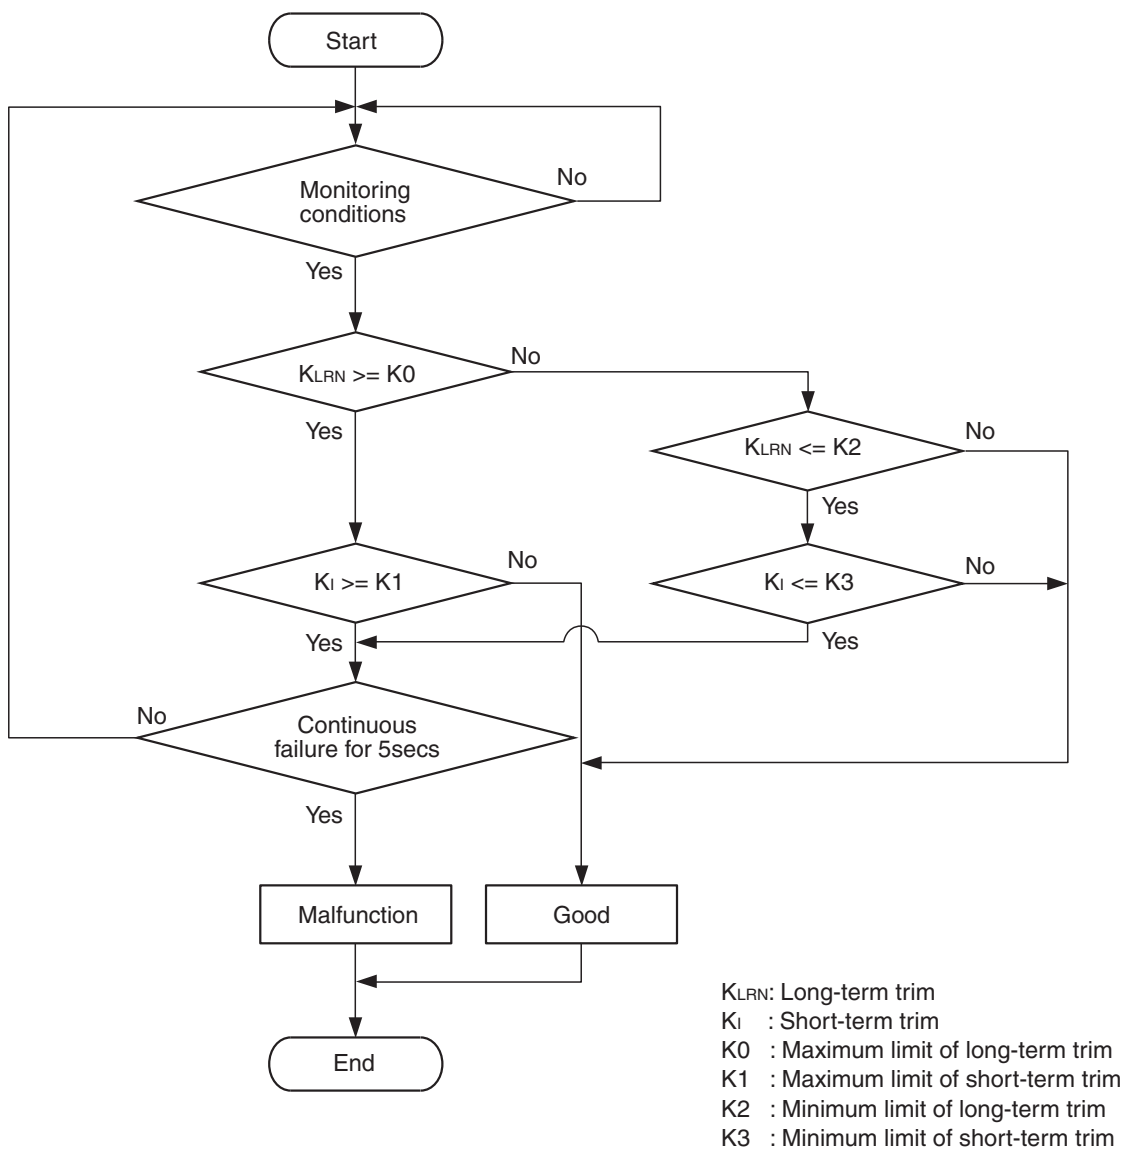 Start
Monitoring
conditions
No
Yes
KLRN >= K0
No
Yes
KLRN <= K2
No
Yes
KI >= K1
No
Yes
KI <= K3
No
Yes
Continuous
failure for 5secs
No
Yes
Malfunction
Good
End
KLRN: Long-term trim
KI : Short-term trim
K0 : Maximum limit of long-term trim
K1 : Maximum limit of short-term trim
K2 : Minimum limit of long-term trim
K3 : Minimum limit of short-term trim